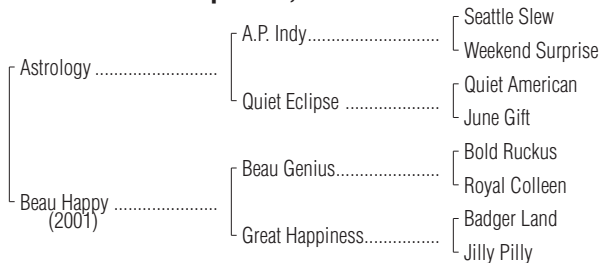 Seattle Slew
A.P. Indy
Weekend Surprise
Astrology
Quiet American
Quiet Eclipse
June Gift
Bold Ruckus
Beau Genius
Royal Colleen
Beau Happy
(2001)
Badger Land
Great Happiness
Jilly Pilly